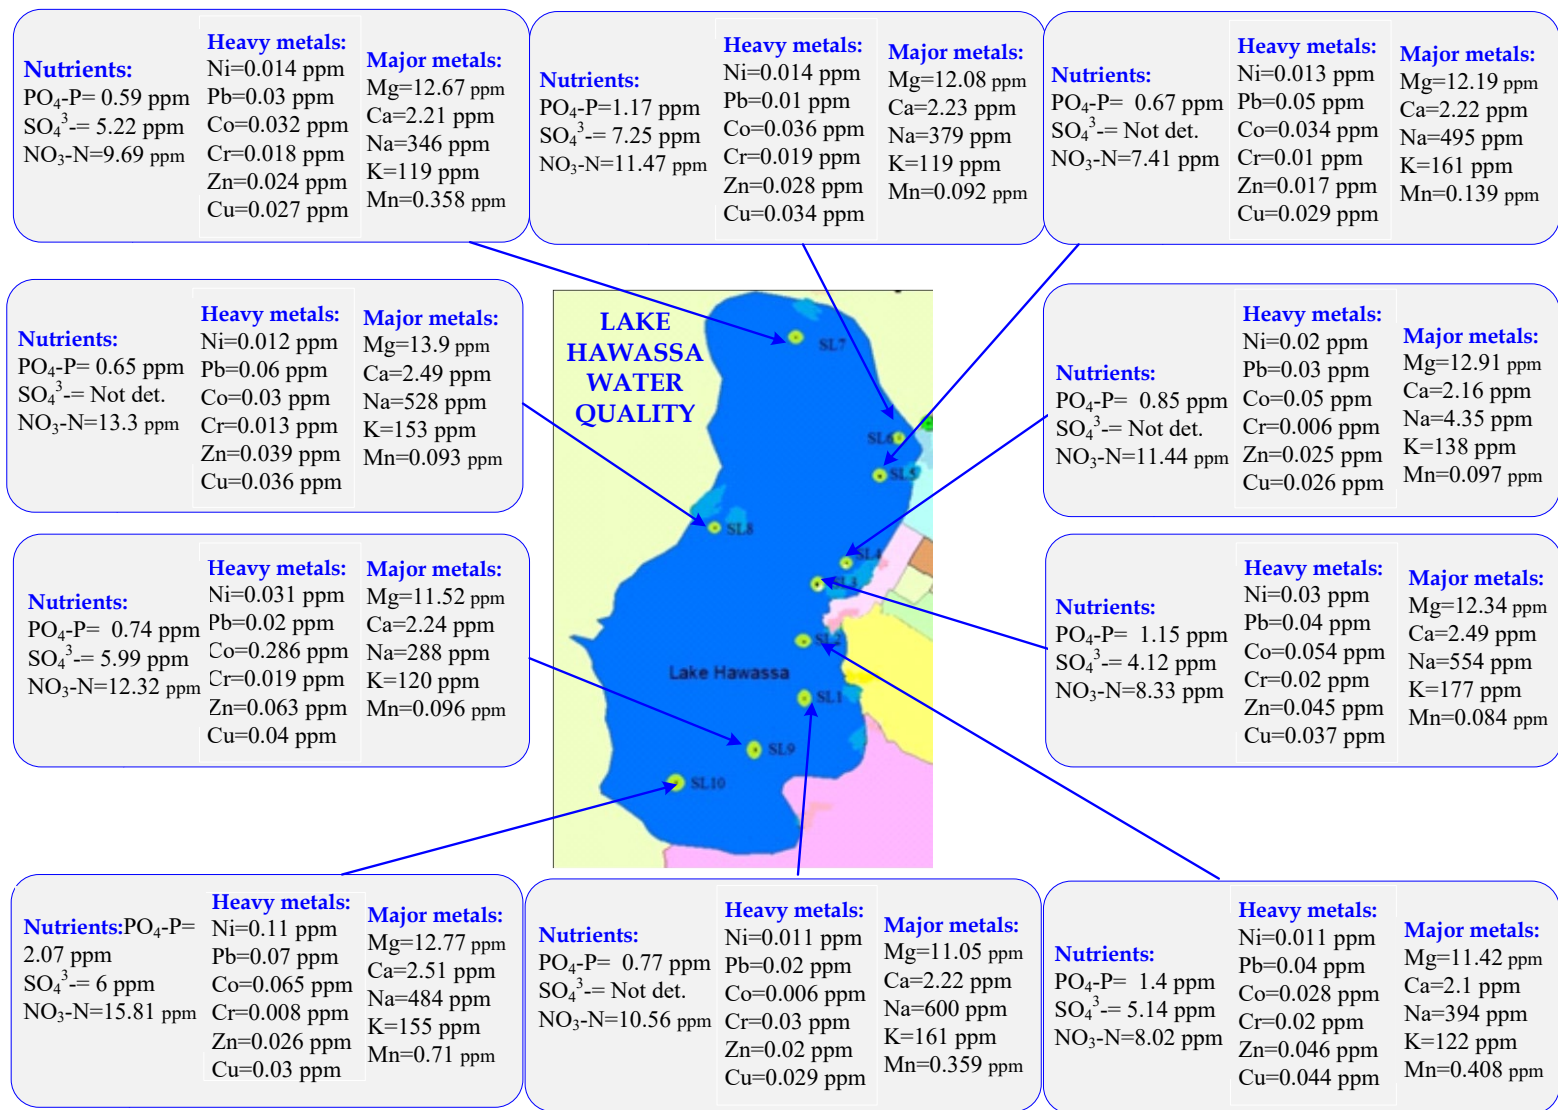 Nutrients:
PO₄-P= 0.59 ppm
SO₄³-= 5.22 ppm
NO₃-N=9.69 ppm
Heavy metals:
Ni=0.014 ppm
Pb=0.03 ppm
Co=0.032 ppm
Cr=0.018 ppm
Zn=0.024 ppm
Cu=0.027 ppm
Major metals:
Mg=12.67 ppm
Ca=2.21 ppm
Na=346 ppm
K=119 ppm
Mn=0.358 ppm
Nutrients:
PO₄-P=1.17 ppm
SO₄³-= 7.25 ppm
NO₃-N=11.47 ppm
Heavy metals:
Ni=0.014 ppm
Pb=0.01 ppm
Co=0.036 ppm
Cr=0.019 ppm
Zn=0.028 ppm
Cu=0.034 ppm
Major metals:
Mg=12.08 ppm
Ca=2.23 ppm
Na=379 ppm
K=119 ppm
Mn=0.092 ppm
Nutrients:
PO₄-P= 0.67 ppm
SO₄³-= Not det.
NO₃-N=7.41 ppm
Heavy metals:
Ni=0.013 ppm
Pb=0.05 ppm
Co=0.034 ppm
Cr=0.01 ppm
Zn=0.017 ppm
Cu=0.029 ppm
Major metals:
Mg=12.19 ppm
Ca=2.22 ppm
Na=495 ppm
K=161 ppm
Mn=0.139 ppm
Nutrients:
PO₄-P= 0.65 ppm
SO₄³-= Not det.
NO₃-N=13.3 ppm
Heavy metals:
Ni=0.012 ppm
Pb=0.06 ppm
Co=0.03 ppm
Cr=0.013 ppm
Zn=0.039 ppm
Cu=0.036 ppm
Major metals:
Mg=13.9 ppm
Ca=2.49 ppm
Na=528 ppm
K=153 ppm
Mn=0.093 ppm
LAKE
HAWASSA
WATER
QUALITY
SL7
SL6
SL5
SL8
SL4
SL2
Lake Hawassa
SL1
SL9
SL10
Nutrients:
PO₄-P= 0.85 ppm
SO₄³-= Not det.
NO₃-N=11.44 ppm
Heavy metals:
Ni=0.02 ppm
Pb=0.03 ppm
Co=0.05 ppm
Cr=0.006 ppm
Zn=0.025 ppm
Cu=0.026 ppm
Major metals:
Mg=12.91 ppm
Ca=2.16 ppm
Na=4.35 ppm
K=138 ppm
Mn=0.097 ppm
Nutrients:
PO₄-P= 0.74 ppm
SO₄³-= 5.99 ppm
NO₃-N=12.32 ppm
Heavy metals:
Ni=0.031 ppm
Pb=0.02 ppm
Co=0.286 ppm
Cr=0.019 ppm
Zn=0.063 ppm
Cu=0.04 ppm
Major metals:
Mg=11.52 ppm
Ca=2.24 ppm
Na=288 ppm
K=120 ppm
Mn=0.096 ppm
Nutrients:
PO₄-P= 1.15 ppm
SO₄³-= 4.12 ppm
NO₃-N=8.33 ppm
Heavy metals:
Ni=0.03 ppm
Pb=0.04 ppm
Co=0.054 ppm
Cr=0.02 ppm
Zn=0.045 ppm
Cu=0.037 ppm
Major metals:
Mg=12.34 ppm
Ca=2.49 ppm
Na=554 ppm
K=177 ppm
Mn=0.084 ppm
Nutrients:PO₄-P=
2.07 ppm
SO₄³-= 6 ppm
NO₃-N=15.81 ppm
Heavy metals:
Ni=0.11 ppm
Pb=0.07 ppm
Co=0.065 ppm
Cr=0.008 ppm
Zn=0.026 ppm
Cu=0.03 ppm
Major metals:
Mg=12.77 ppm
Ca=2.51 ppm
Na=484 ppm
K=155 ppm
Mn=0.71 ppm
Nutrients:
PO₄-P= 0.77 ppm
SO₄³-= Not det.
NO₃-N=10.56 ppm
Heavy metals:
Ni=0.011 ppm
Pb=0.02 ppm
Co=0.006 ppm
Cr=0.03 ppm
Zn=0.02 ppm
Cu=0.029 ppm
Major metals:
Mg=11.05 ppm
Ca=2.22 ppm
Na=600 ppm
K=161 ppm
Mn=0.359 ppm
Nutrients:
PO₄-P= 1.4 ppm
SO₄³-= 5.14 ppm
NO₃-N=8.02 ppm
Heavy metals:
Ni=0.011 ppm
Pb=0.04 ppm
Co=0.028 ppm
Cr=0.02 ppm
Zn=0.046 ppm
Cu=0.044 ppm
Major metals:
Mg=11.42 ppm
Ca=2.1 ppm
Na=394 ppm
K=122 ppm
Mn=0.408 ppm